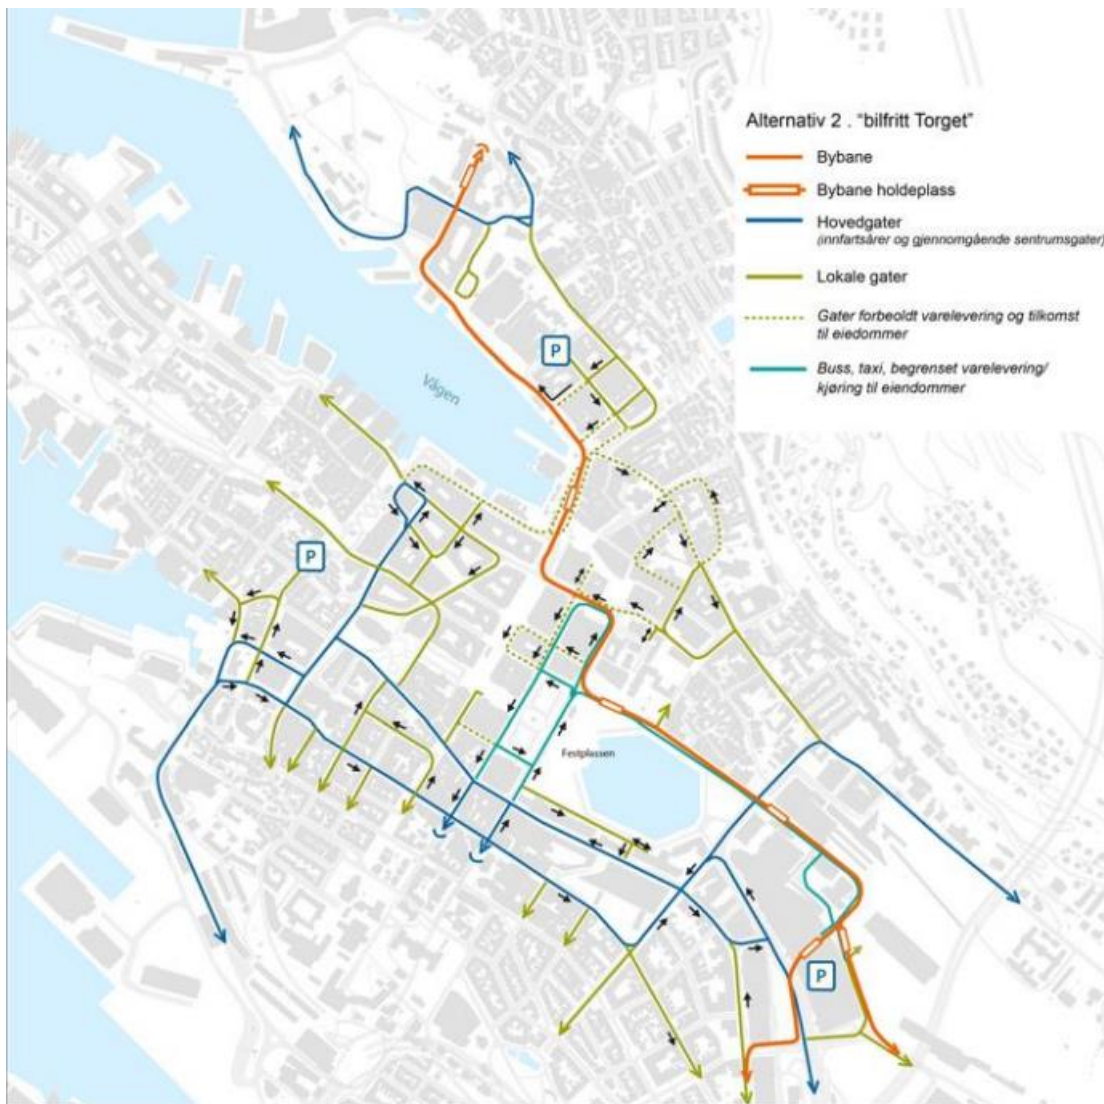 Alternativ 2 . "bilfritt Torget"
Bybane
Bybane holdeplass
Hovedgater
(innfartsårer og gjennomgående sentrumsgater)
Lokale gater
Gater forbeoldt varelevering og tilkomst
til eiedommer
Buss, taxi, begrenset varelevering/
kjøring til eiendommer
P
Vågen
P
Festplassen
P